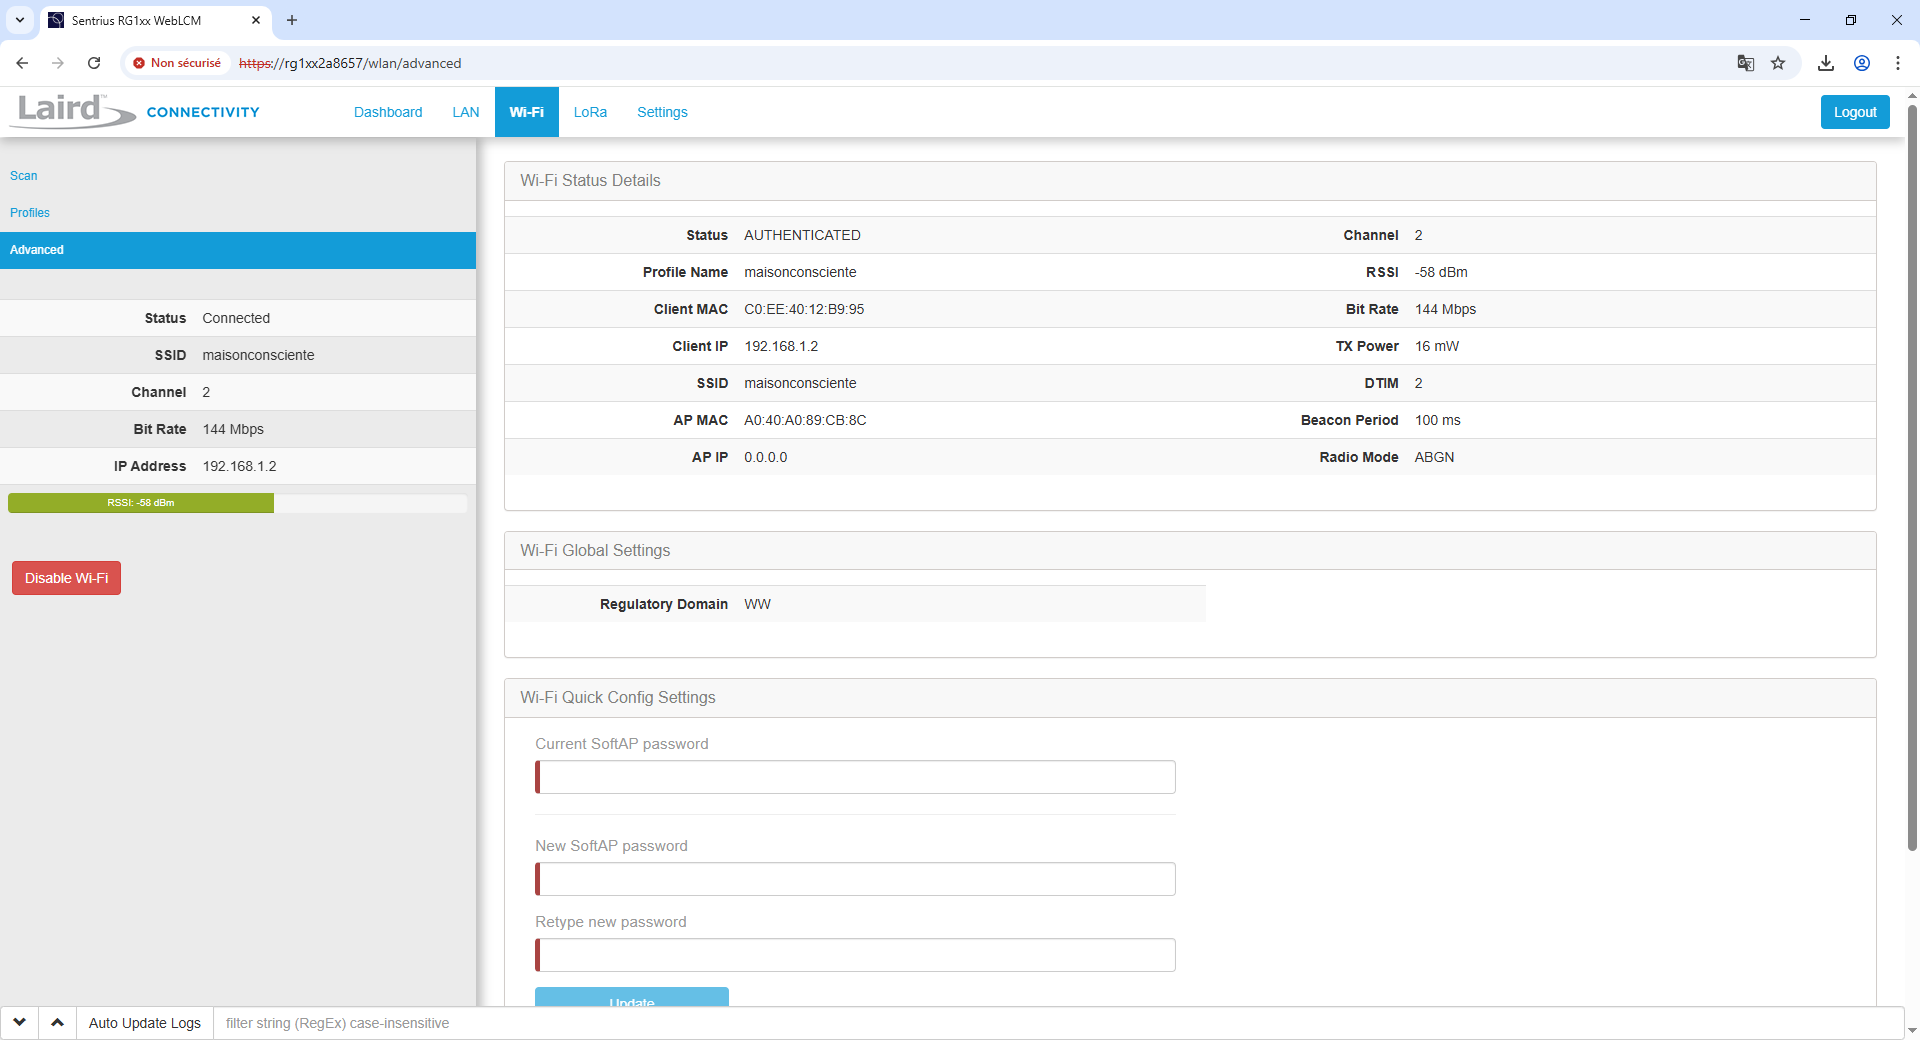 Sentrius RG1xx WebLCM
Non sécurisé https://rg1xx2a8657/wlan/advanced
Laird™ CONNECTIVITY Dashboard LAN Wi-Fi LoRa Settings Logout
Scan
Profiles
Advanced
Status Connected
SSID maisonconsciente
Channel 2
Bit Rate 144 Mbps
IP Address 192.168.1.2
RSSI: -58 dBm
Disable Wi-Fi
Wi-Fi Status Details
Status AUTHENTICATED Channel 2
Profile Name maisonconsciente RSSI -58 dBm
Client MAC C0:EE:40:12:B9:95 Bit Rate 144 Mbps
Client IP 192.168.1.2 TX Power 16 mW
SSID maisonconsciente DTIM 2
AP MAC A0:40:A0:89:CB:8C Beacon Period 100 ms
AP IP 0.0.0.0 Radio Mode ABGN
Wi-Fi Global Settings
Regulatory Domain WW
Wi-Fi Quick Config Settings
Current SoftAP password
New SoftAP password
Retype new password
Update
Auto Update Logs filter string (RegEx) case-insensitive